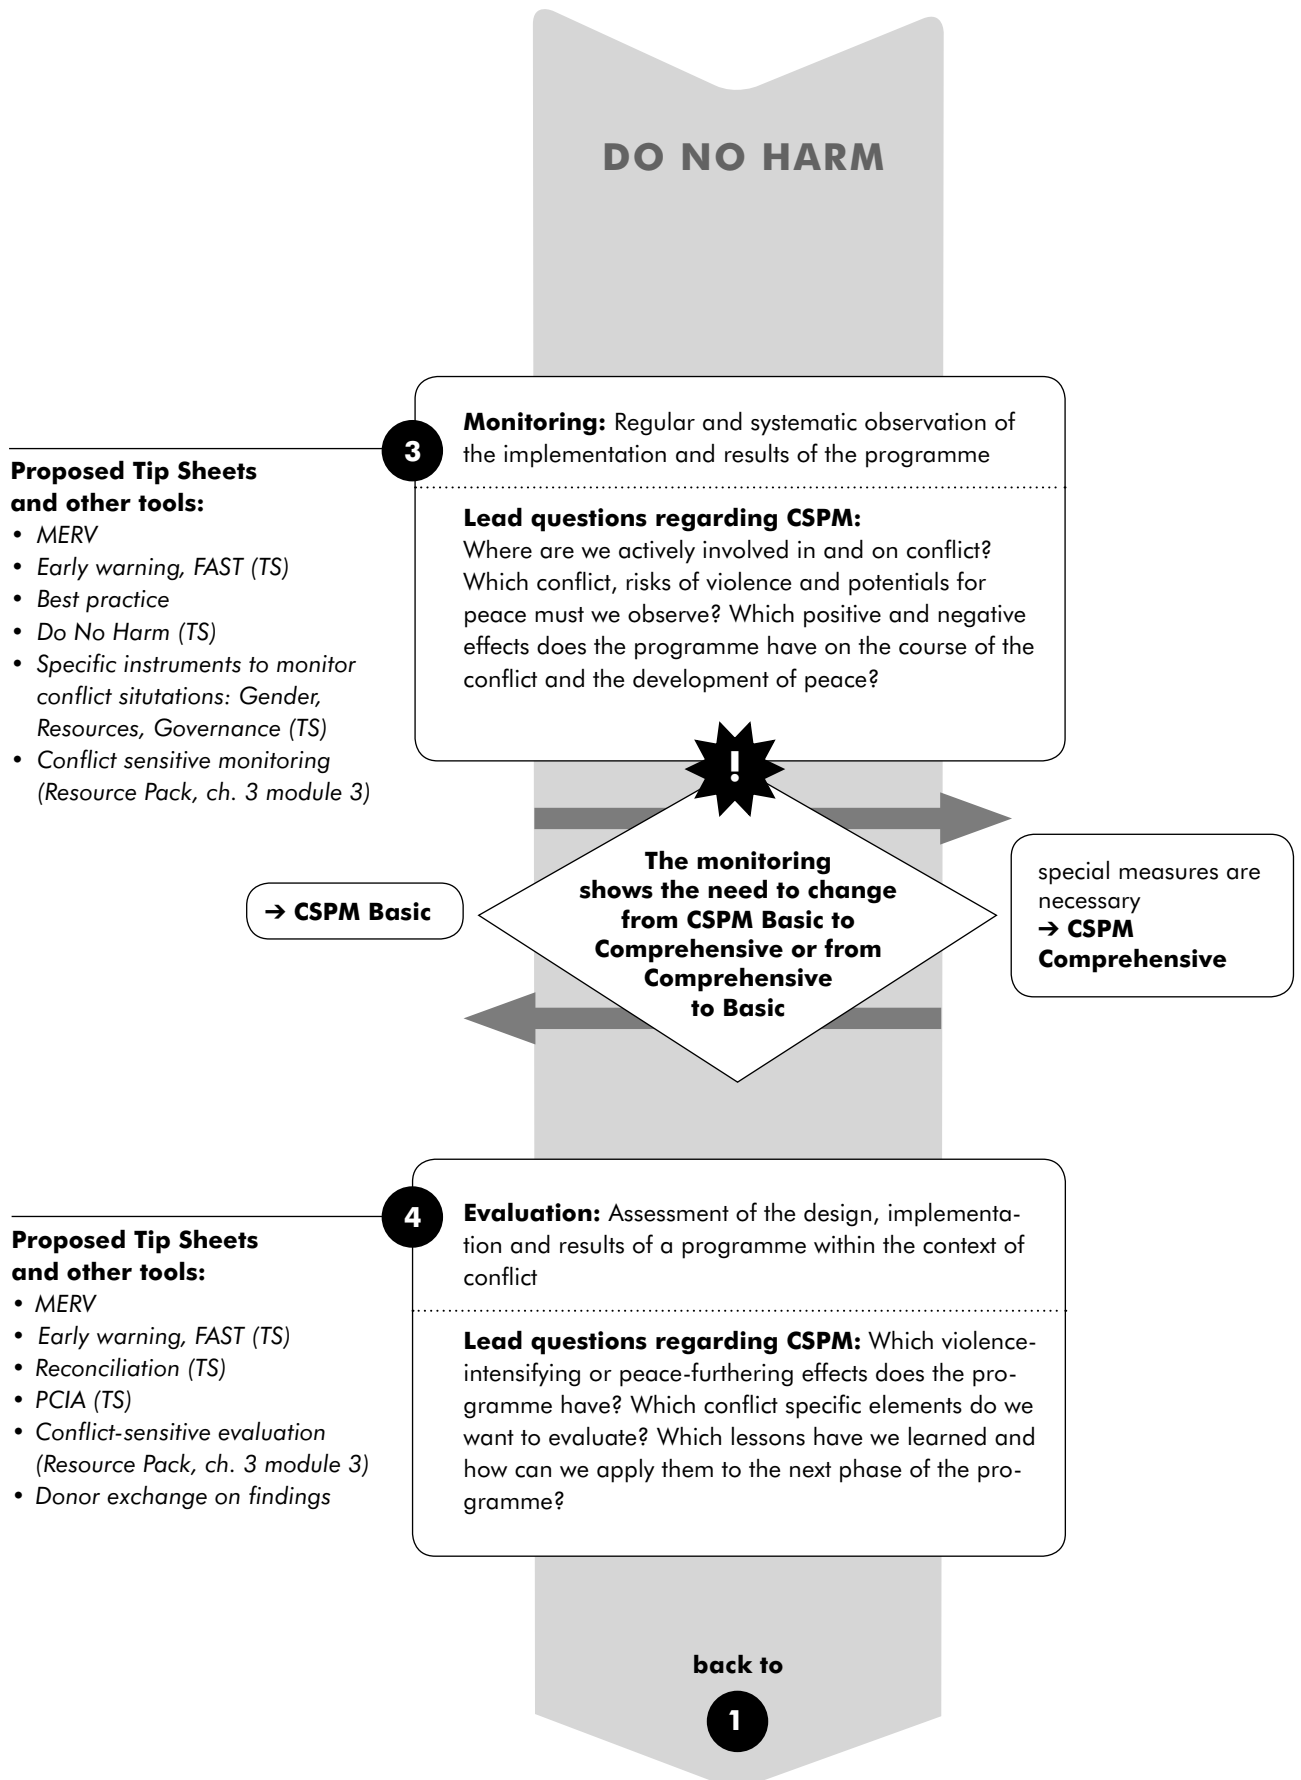 DO NO HARM
3
Monitoring: Regular and systematic observation of
the implementation and results of the programme
Lead questions regarding CSPM:
Where are we actively involved in and on conflict?
Which conflict, risks of violence and potentials for
peace must we observe? Which positive and negative
effects does the programme have on the course of the
conflict and the development of peace?
Proposed Tip Sheets
and other tools:
• MERV
• Early warning, FAST (TS)
• Best practice
• Do No Harm (TS)
• Specific instruments to monitor
conflict situtations: Gender,
Resources, Governance (TS)
• Conflict sensitive monitoring
(Resource Pack, ch. 3 module 3)
!
The monitoring
shows the need to change
from CSPM Basic to
Comprehensive or from
Comprehensive
to Basic
➔ CSPM Basic
special measures are
necessary
➔ CSPM
Comprehensive
4
Evaluation: Assessment of the design, implementa-
tion and results of a programme within the context of
conflict
Lead questions regarding CSPM: Which violence-
intensifying or peace-furthering effects does the pro-
gramme have? Which conflict specific elements do we
want to evaluate? Which lessons have we learned and
how can we apply them to the next phase of the pro-
gramme?
Proposed Tip Sheets
and other tools:
• MERV
• Early warning, FAST (TS)
• Reconciliation (TS)
• PCIA (TS)
• Conflict-sensitive evaluation
(Resource Pack, ch. 3 module 3)
• Donor exchange on findings
back to
1